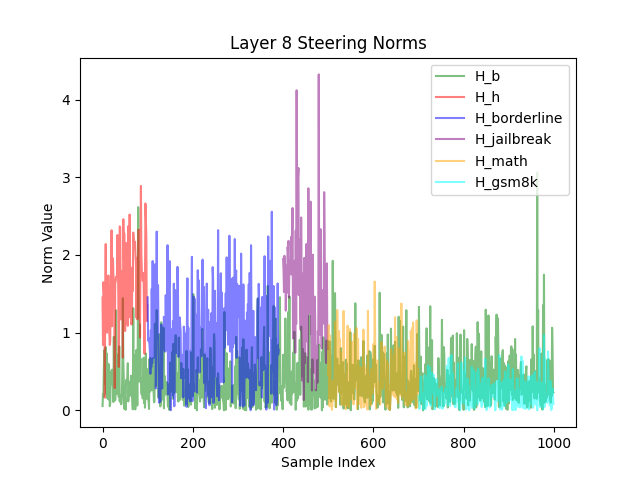 Layer 8 Steering Norms
H_b
H_h
H_borderline
H_jailbreak
H_math
H_gsm8k
Norm Value
4
3
2
1
0
0 200 400 600 800 1000
Sample Index